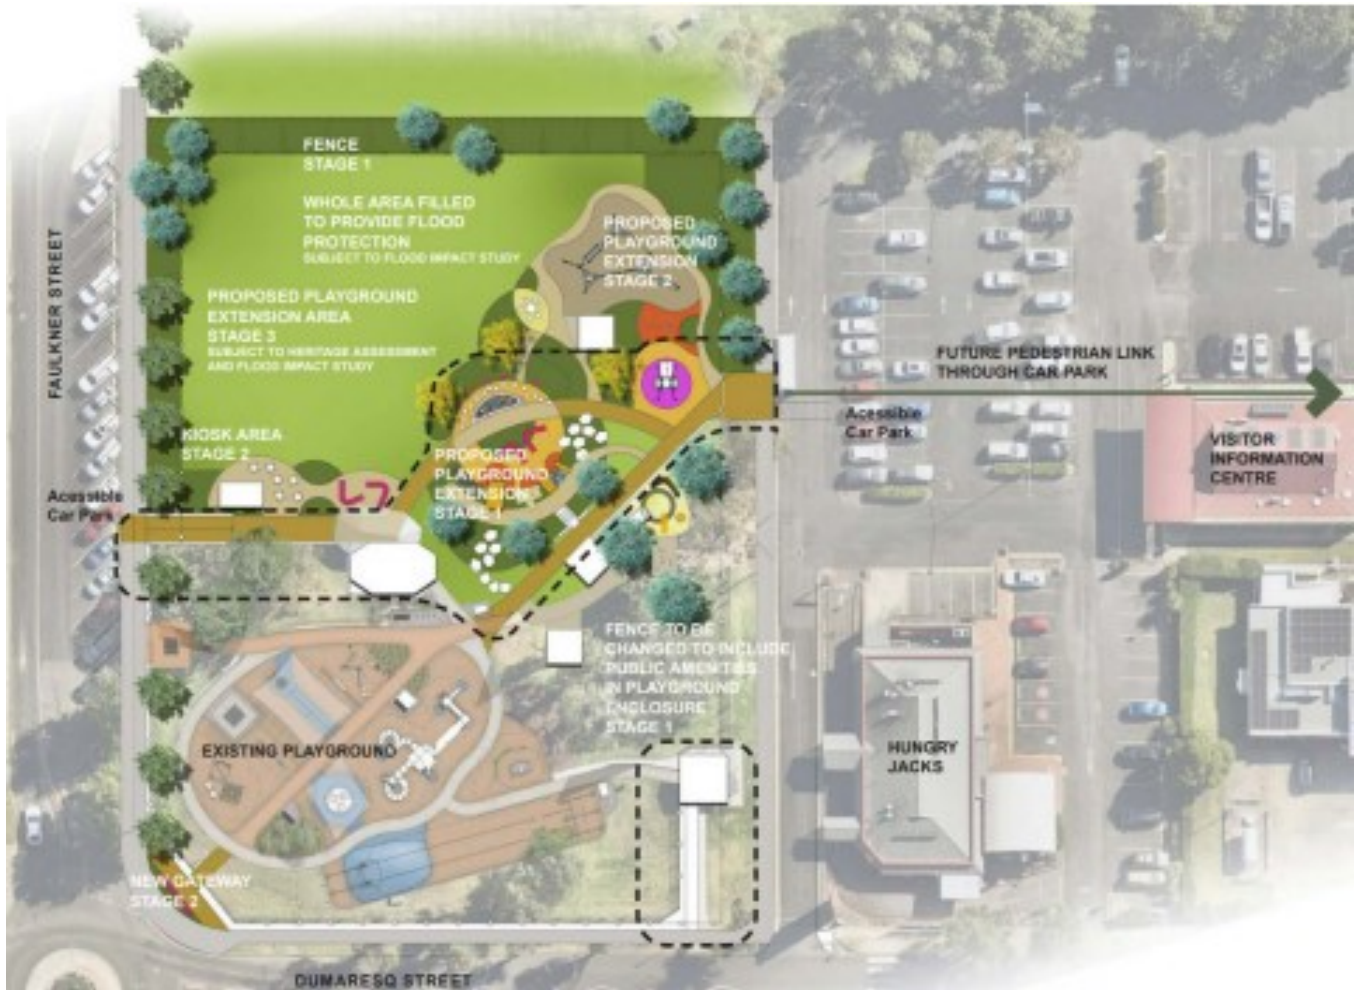 FENCE
STAGE 1
WHOLE AREA FILLED
TO PROVIDE FLOOD
PROTECTION
SUBJECT TO FLOOD IMPACT STUDY
PROPOSED
PLAYGROUND
EXTENSION
STAGE 2
PROPOSED PLAYGROUND
EXTENSION AREA
STAGE 3
SUBJECT TO HERITAGE ASSESSMENT
AND FLOOD IMPACT STUDY
FAULKNER STREET
FUTURE PEDESTRIAN LINK
THROUGH CAR PARK
Acessible
Car Park
VISITOR
INFORMATION
CENTRE
KIOSK AREA
STAGE 2
PROPOSED
PLAYGROUND
EXTENSION
STAGE 1
Acessible
Car Park
FENCE TO BE
CHANGED TO INCLUDE
PUBLIC AMENITIES
IN PLAYGROUND
ENCLOSURE
STAGE 1
EXISTING PLAYGROUND
HUNGRY
JACKS
NEW GATEWAY
STAGE 2
DUMARESQ STREET